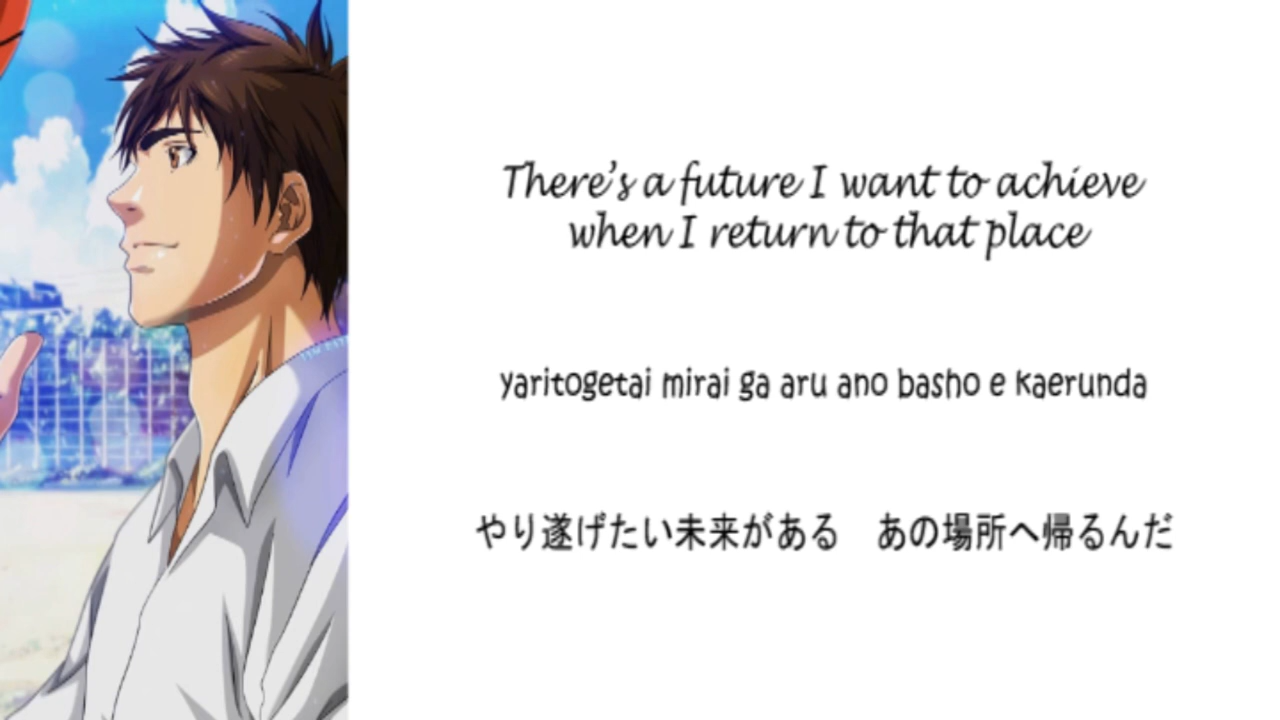 There's a future I want to achieve
when I return to that place
yaritogetai mirai ga aru ano basho e kaerunda
やり遂げたい未来がある　あの場所へ帰るんだ